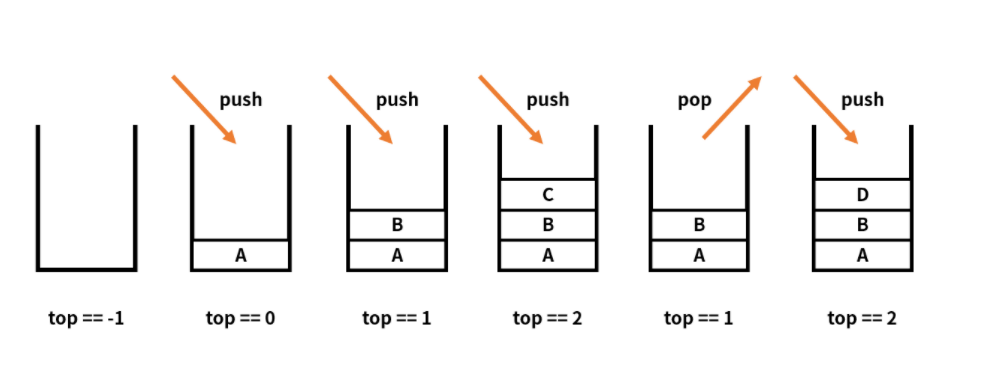 push push push pop push
C D
B B B B
A A A A A
top == -1 top == 0 top == 1 top == 2 top == 1 top == 2